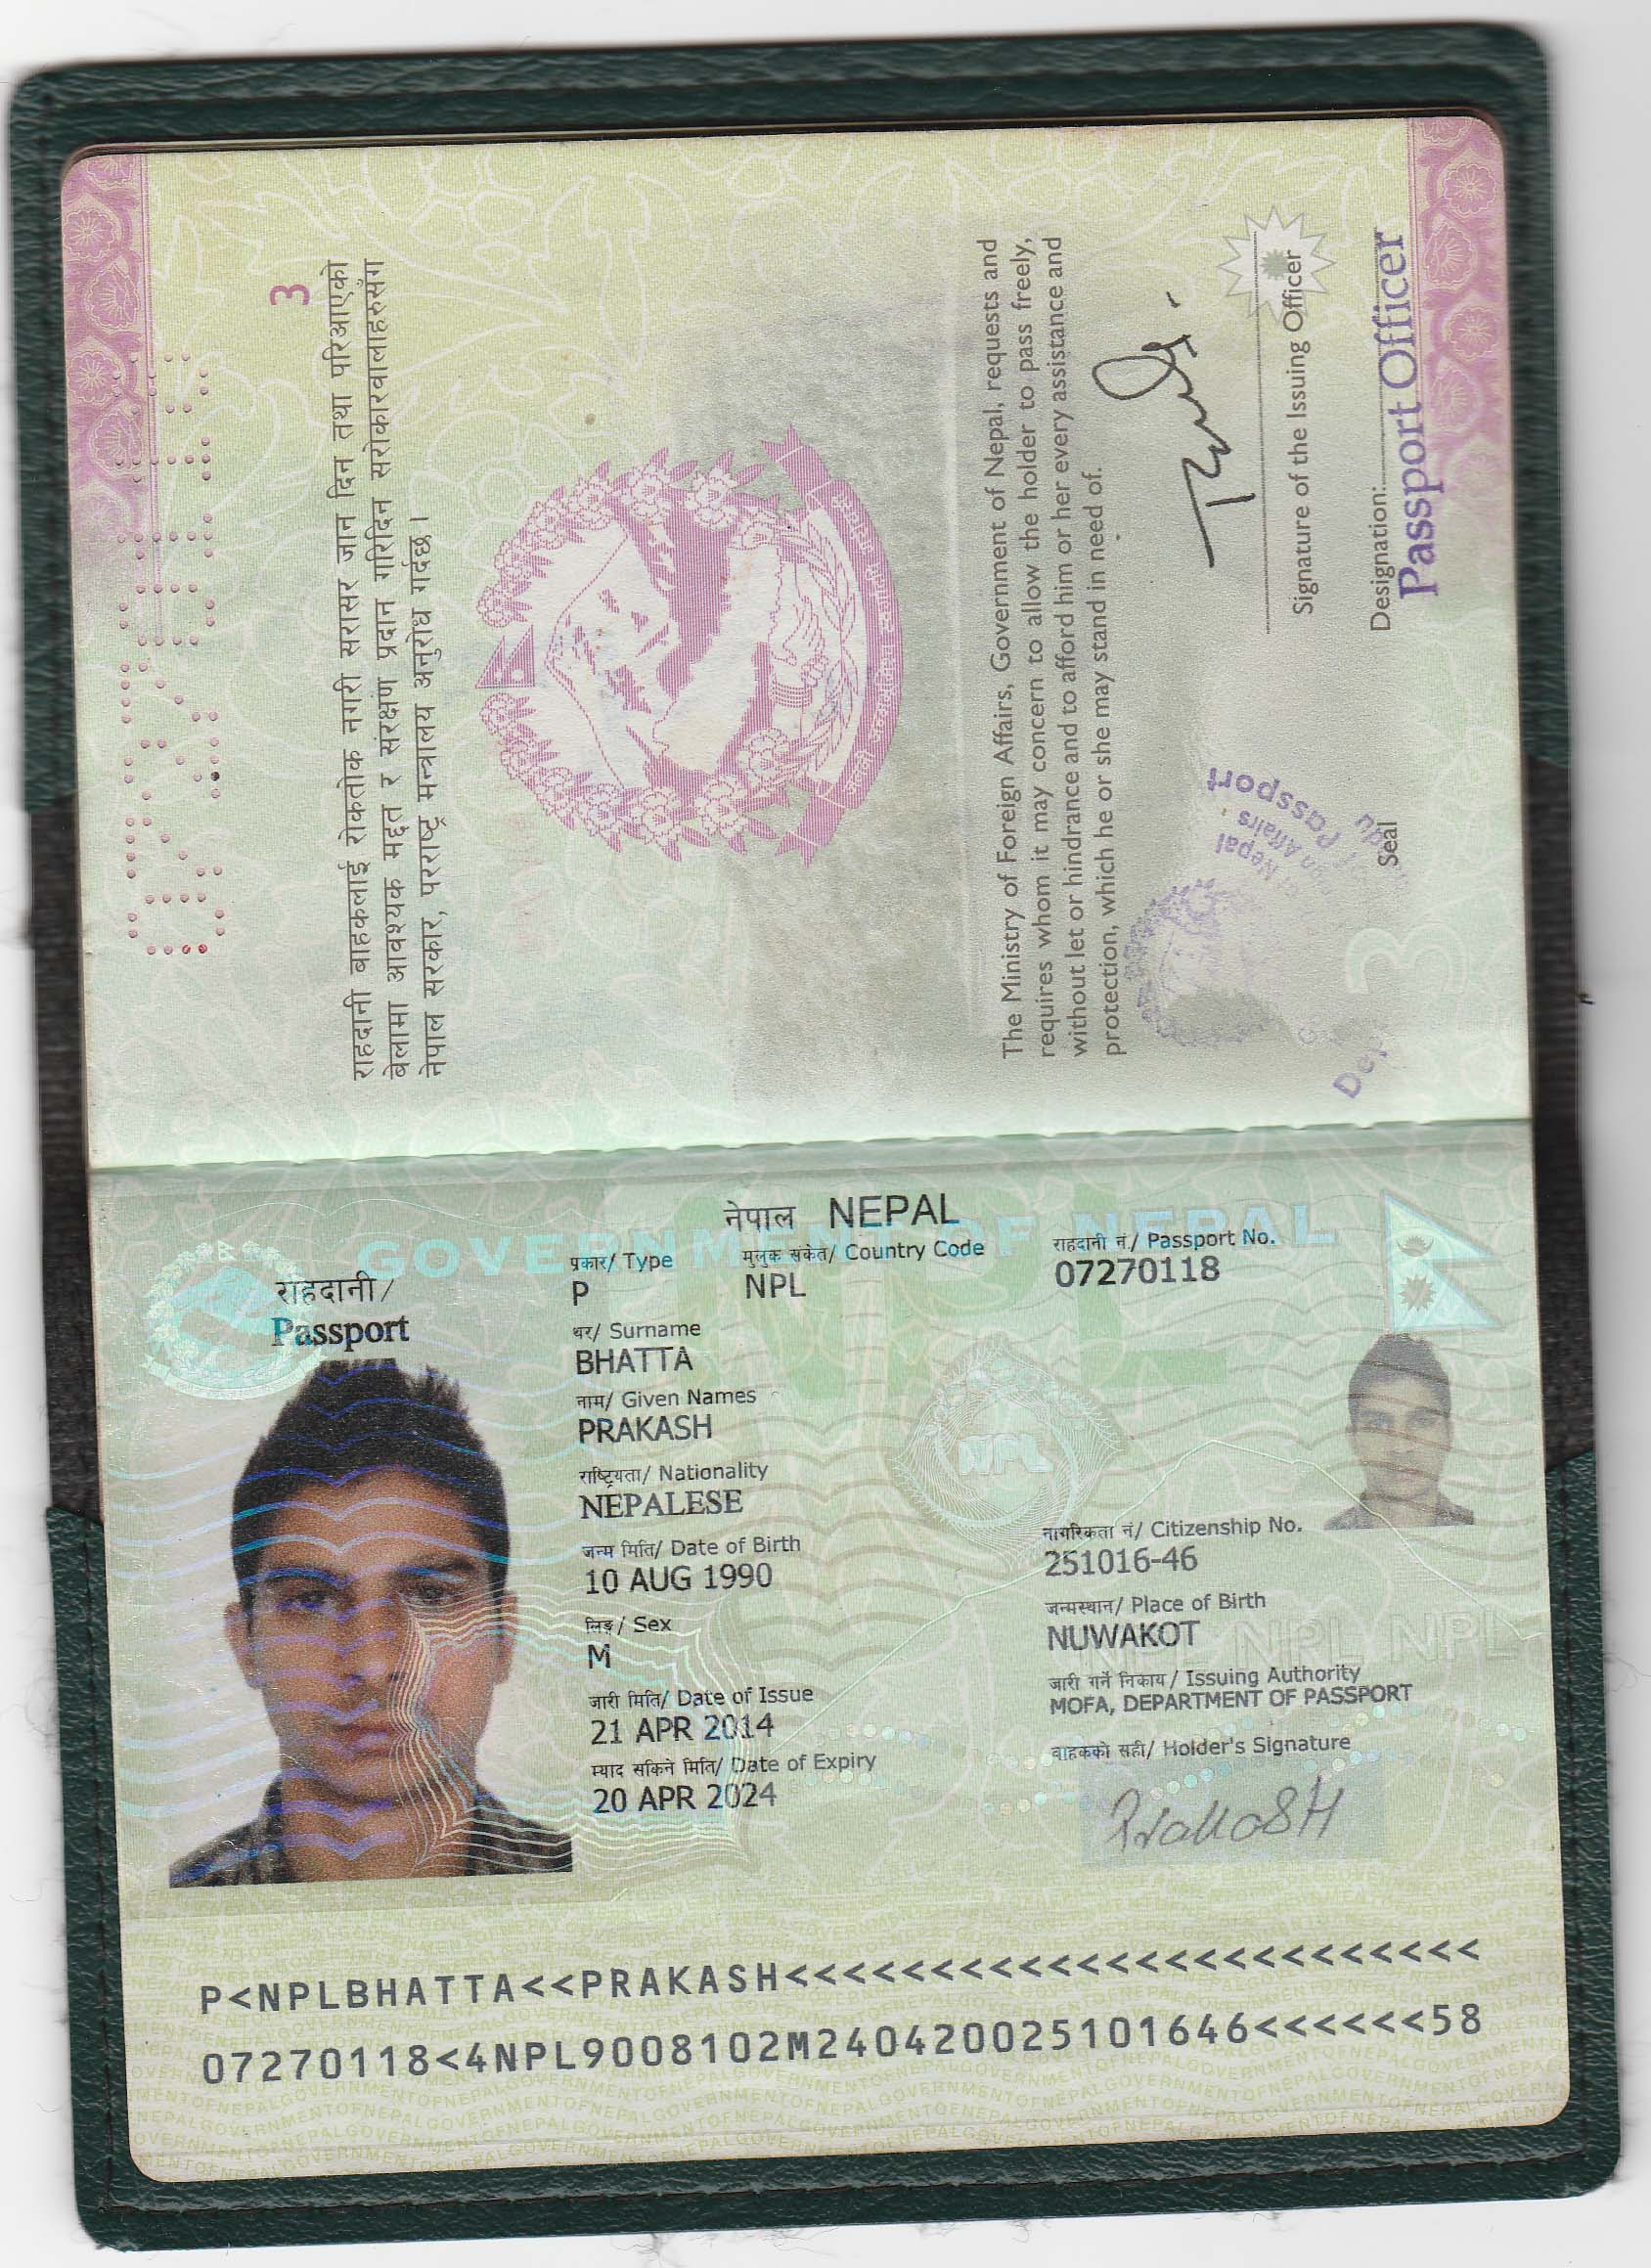 3
राहदानी बाहकलाई रोकतोक नगरी सरासर जान दिन तथा परिआएको
बेलामा आवश्यक मद्दत र संरक्षण प्रदान गरिदिन सरोकारवालाहरुसँग
नेपाल सरकार, परराष्ट्र मन्त्रालय अनुरोध गर्दछ।
The Ministry of Foreign Affairs, Government of Nepal, requests and
requires whom it may concern to allow the holder to pass freely,
without let or hindrance and to afford him or her every assistance and
protection, which he or she may stand in need of.
Signature of the Issuing Officer
Designation:
Passport Officer
Seal
3
नेपाल NEPAL
GOVERNMENT OF NEPAL
राहदानी/
Passport
प्रकार/ Type
P
मुलुक संकेत/ Country Code
NPL
राहदानी नं/ Passport No.
07270118
थर/ Surname
BHATTA
नाम/ Given Names
PRAKASH
राष्ट्रियता/ Nationality
NEPALESE
जन्म मिति/ Date of Birth
10 AUG 1990
नागरिकता नं/ Citizenship No.
251016-46
लिङ्ग/ Sex
M
जन्मस्थान/ Place of Birth
NUWAKOT
जारी मिति/ Date of Issue
21 APR 2014
जारी गर्ने निकाय/ Issuing Authority
MOFA, DEPARTMENT OF PASSPORT
म्याद सकिने मिति/ Date of Expiry
20 APR 2024
वाहकको सही/ Holder's Signature
PrakaSH
NPL
NPL NPL
P<NPLBHATTA<<PRAKASH<<<<<<<<<<<<<<<<<<<<<<<<
07270118<4NPL9008102M240420025101646<<<<<<58